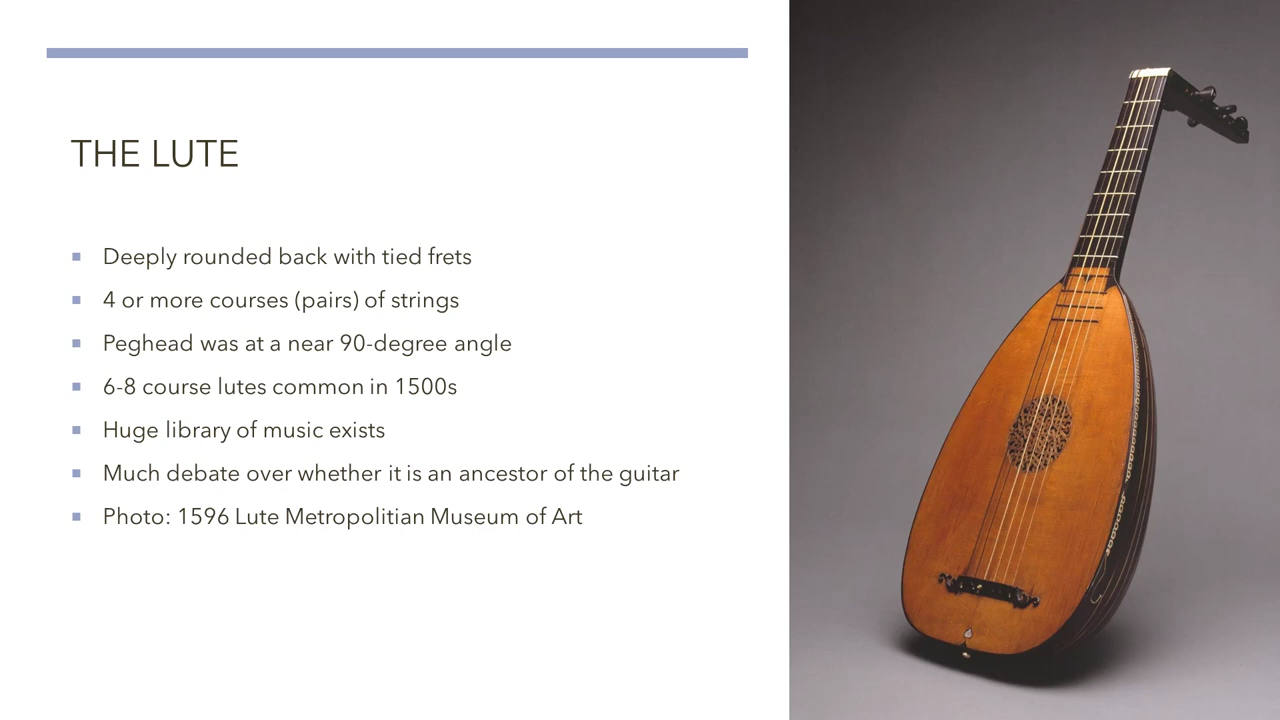 THE LUTE
Deeply rounded back with tied frets
4 or more courses (pairs) of strings
Peghead was at a near 90-degree angle
6-8 course lutes common in 1500s
Huge library of music exists
Much debate over whether it is an ancestor of the guitar
Photo: 1596 Lute Metropolitian Museum of Art